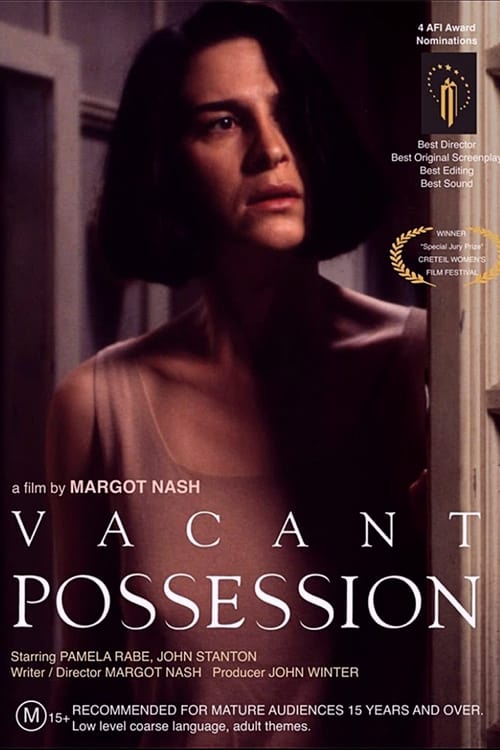 4 AFI Award
Nominations
Best Director
Best Original Screenplay
Best Editing
Best Sound
WINNER
"Special Jury Prize"
CRETEIL WOMEN'S
FILM FESTIVAL
a film by MARGOT NASH
VACANT
POSSESSION
Starring PAMELA RABE, JOHN STANTON
Writer / Director MARGOT NASH Producer JOHN WINTER
M 15+ RECOMMENDED FOR MATURE AUDIENCES 15 YEARS AND OVER.
Low level coarse language, adult themes.